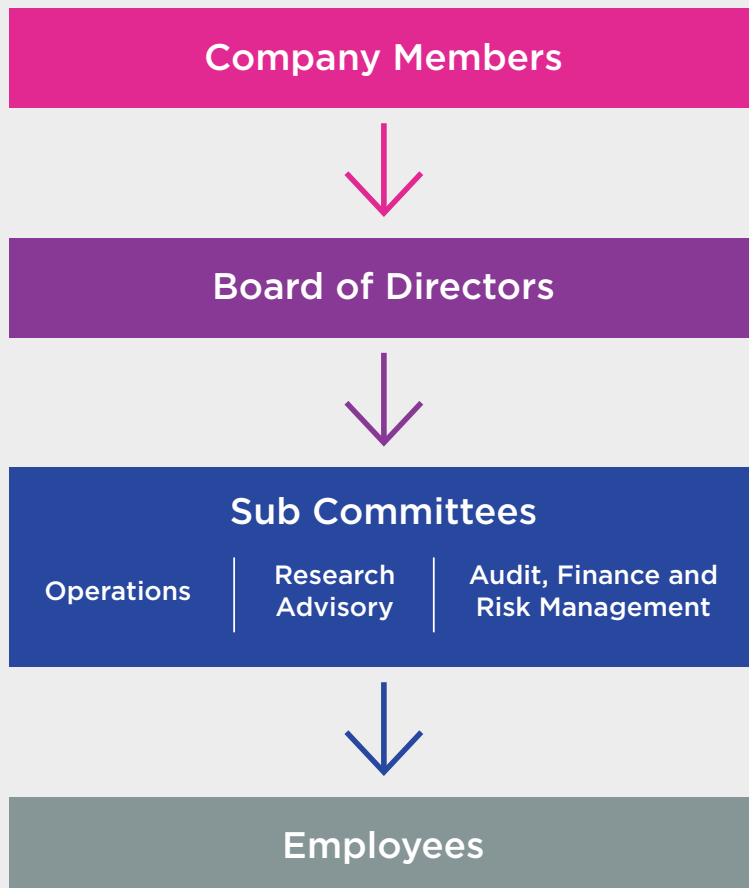 Company Members
Board of Directors
Sub Committees
Operations
Research
Advisory
Audit, Finance and
Risk Management
Employees